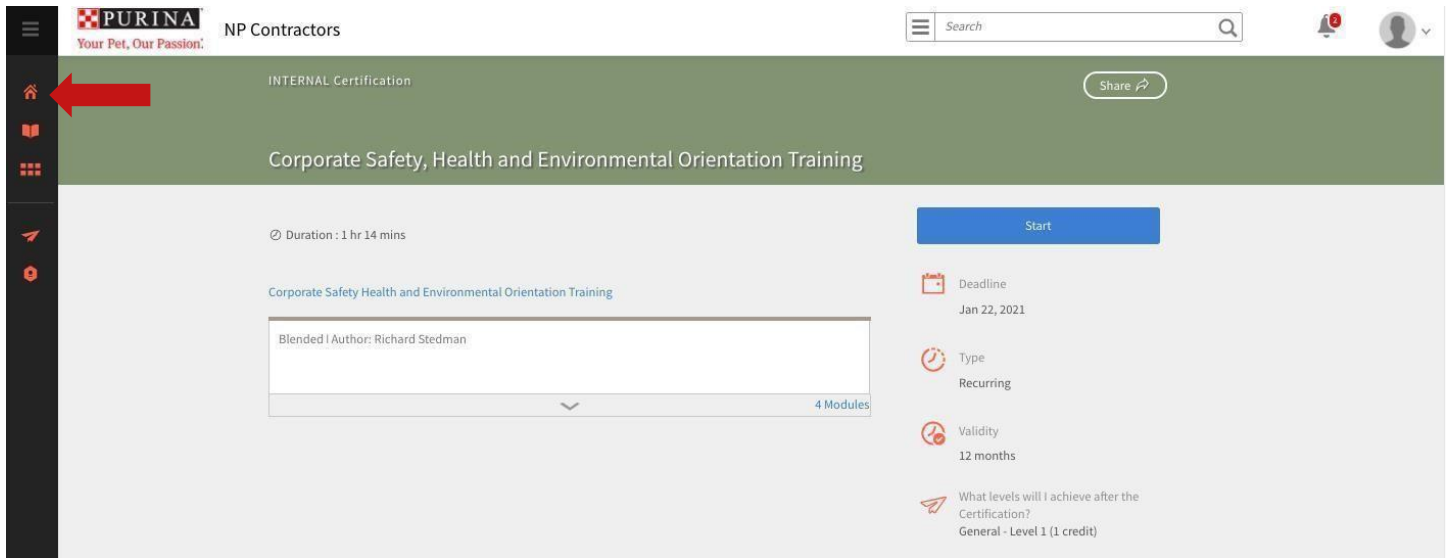 PURINA
Your Pet, Our Passion.
NP Contractors
Search
2
INTERNAL Certification
Share
Corporate Safety, Health and Environmental Orientation Training
Duration : 1 hr 14 mins
Start
Corporate Safety Health and Environmental Orientation Training
Blended | Author: Richard Stedman
4 Modules
Deadline
Jan 22, 2021
Type
Recurring
Validity
12 months
What levels will I achieve after the
Certification?
General - Level 1 (1 credit)